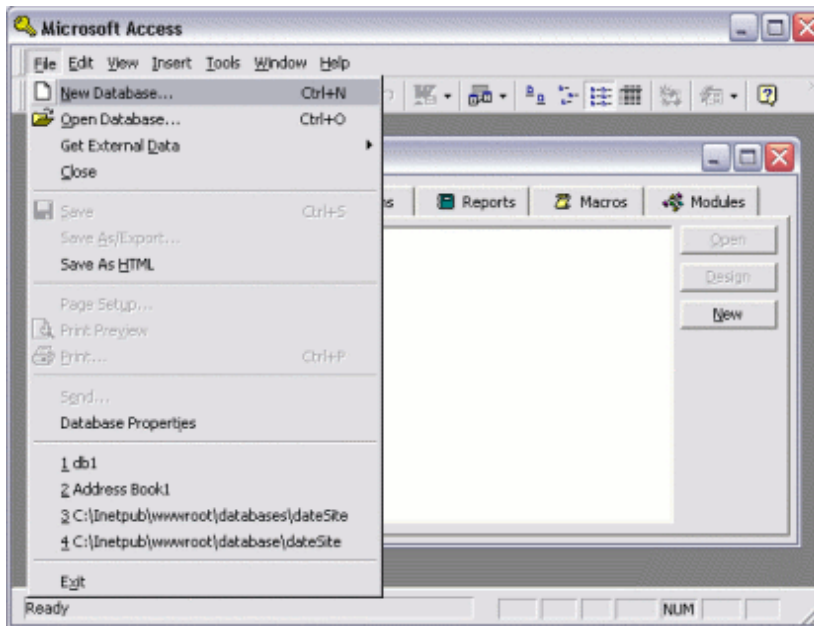 Microsoft Access
File Edit View Insert Tools Window Help
New Database... Ctrl+N
Open Database... Ctrl+O
Get External Data
Close
s Reports Macros Modules
Save Ctrl+S
Save As/Export...
Save As HTML
Open
Design
New
Page Setup...
Print Preview
Print... Ctrl+P
Send...
Database Properties
1 db1
2 Address Book1
3 C:\Inetpub\wwwroot\databases\dateSite
4 C:\Inetpub\wwwroot\database\dateSite
Exit
Ready NUM